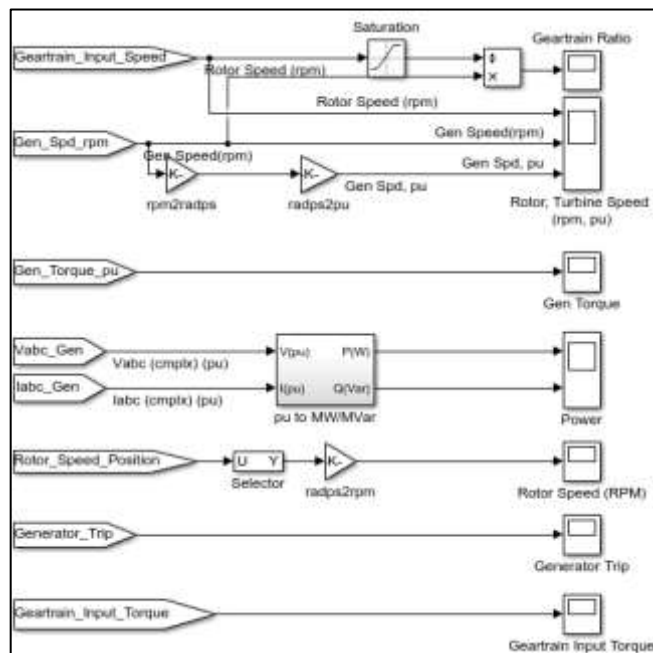 Saturation
Geartrain Ratio
Geartrain_Input_Speed
Rotor Speed (rpm)
÷
×
Rotor Speed (rpm)
Gen_Spd_rpm
Gen Speed(rpm)
Gen Speed(rpm)
K-
K-
Gen Spd, pu
Gen Spd, pu
rpm2radps
radps2pu
Rotor, Turbine Speed
(rpm, pu)
Gen_Torque_pu
Gen Torque
Vabc_Gen
Vabc (cmplx) (pu)
V(pu)
P(W)
Iabc_Gen
Iabc (cmplx) (pu)
I(pu)
Q(Var)
pu to MW/MVar
Power
Rotor_Speed_Position
U Y
K-
Selector
radps2rpm
Rotor Speed (RPM)
Generator_Trip
Generator Trip
Geartrain_Input_Torque
Geartrain Input Torque